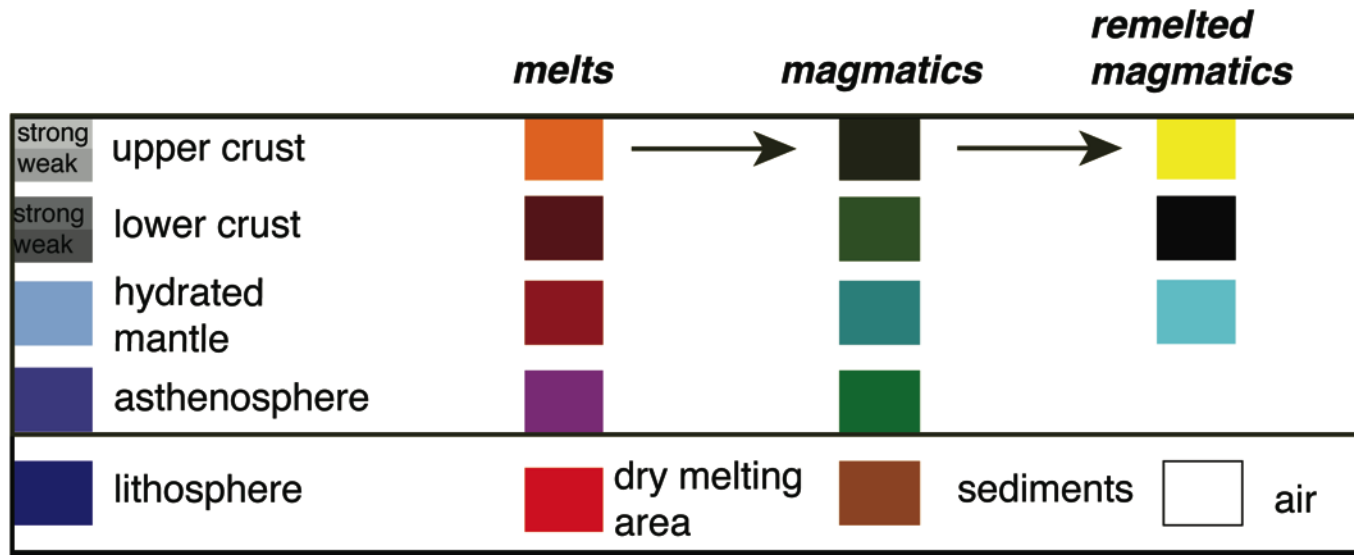 remelted
melts magmatics magmatics
strong
weak
upper crust
strong
weak
lower crust
hydrated
mantle
asthenosphere
lithosphere
dry melting
area
sediments
air